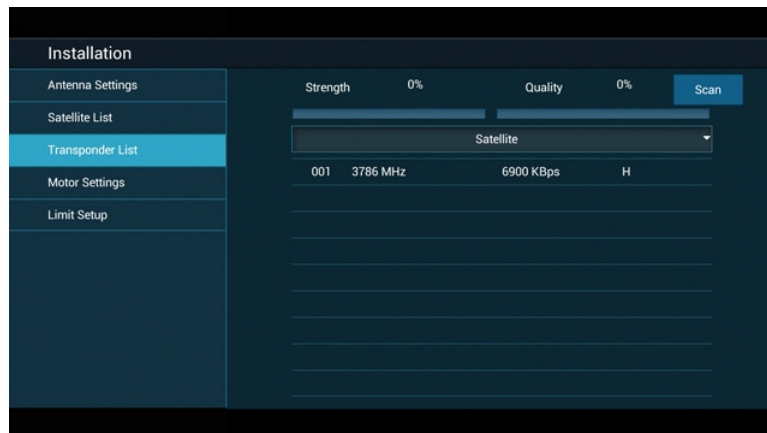 Installation
Antenna Settings
Satellite List
Transponder List
Motor Settings
Limit Setup
Strength 0% Quality 0% Scan
Satellite
001 3786 MHz 6900 KBps H